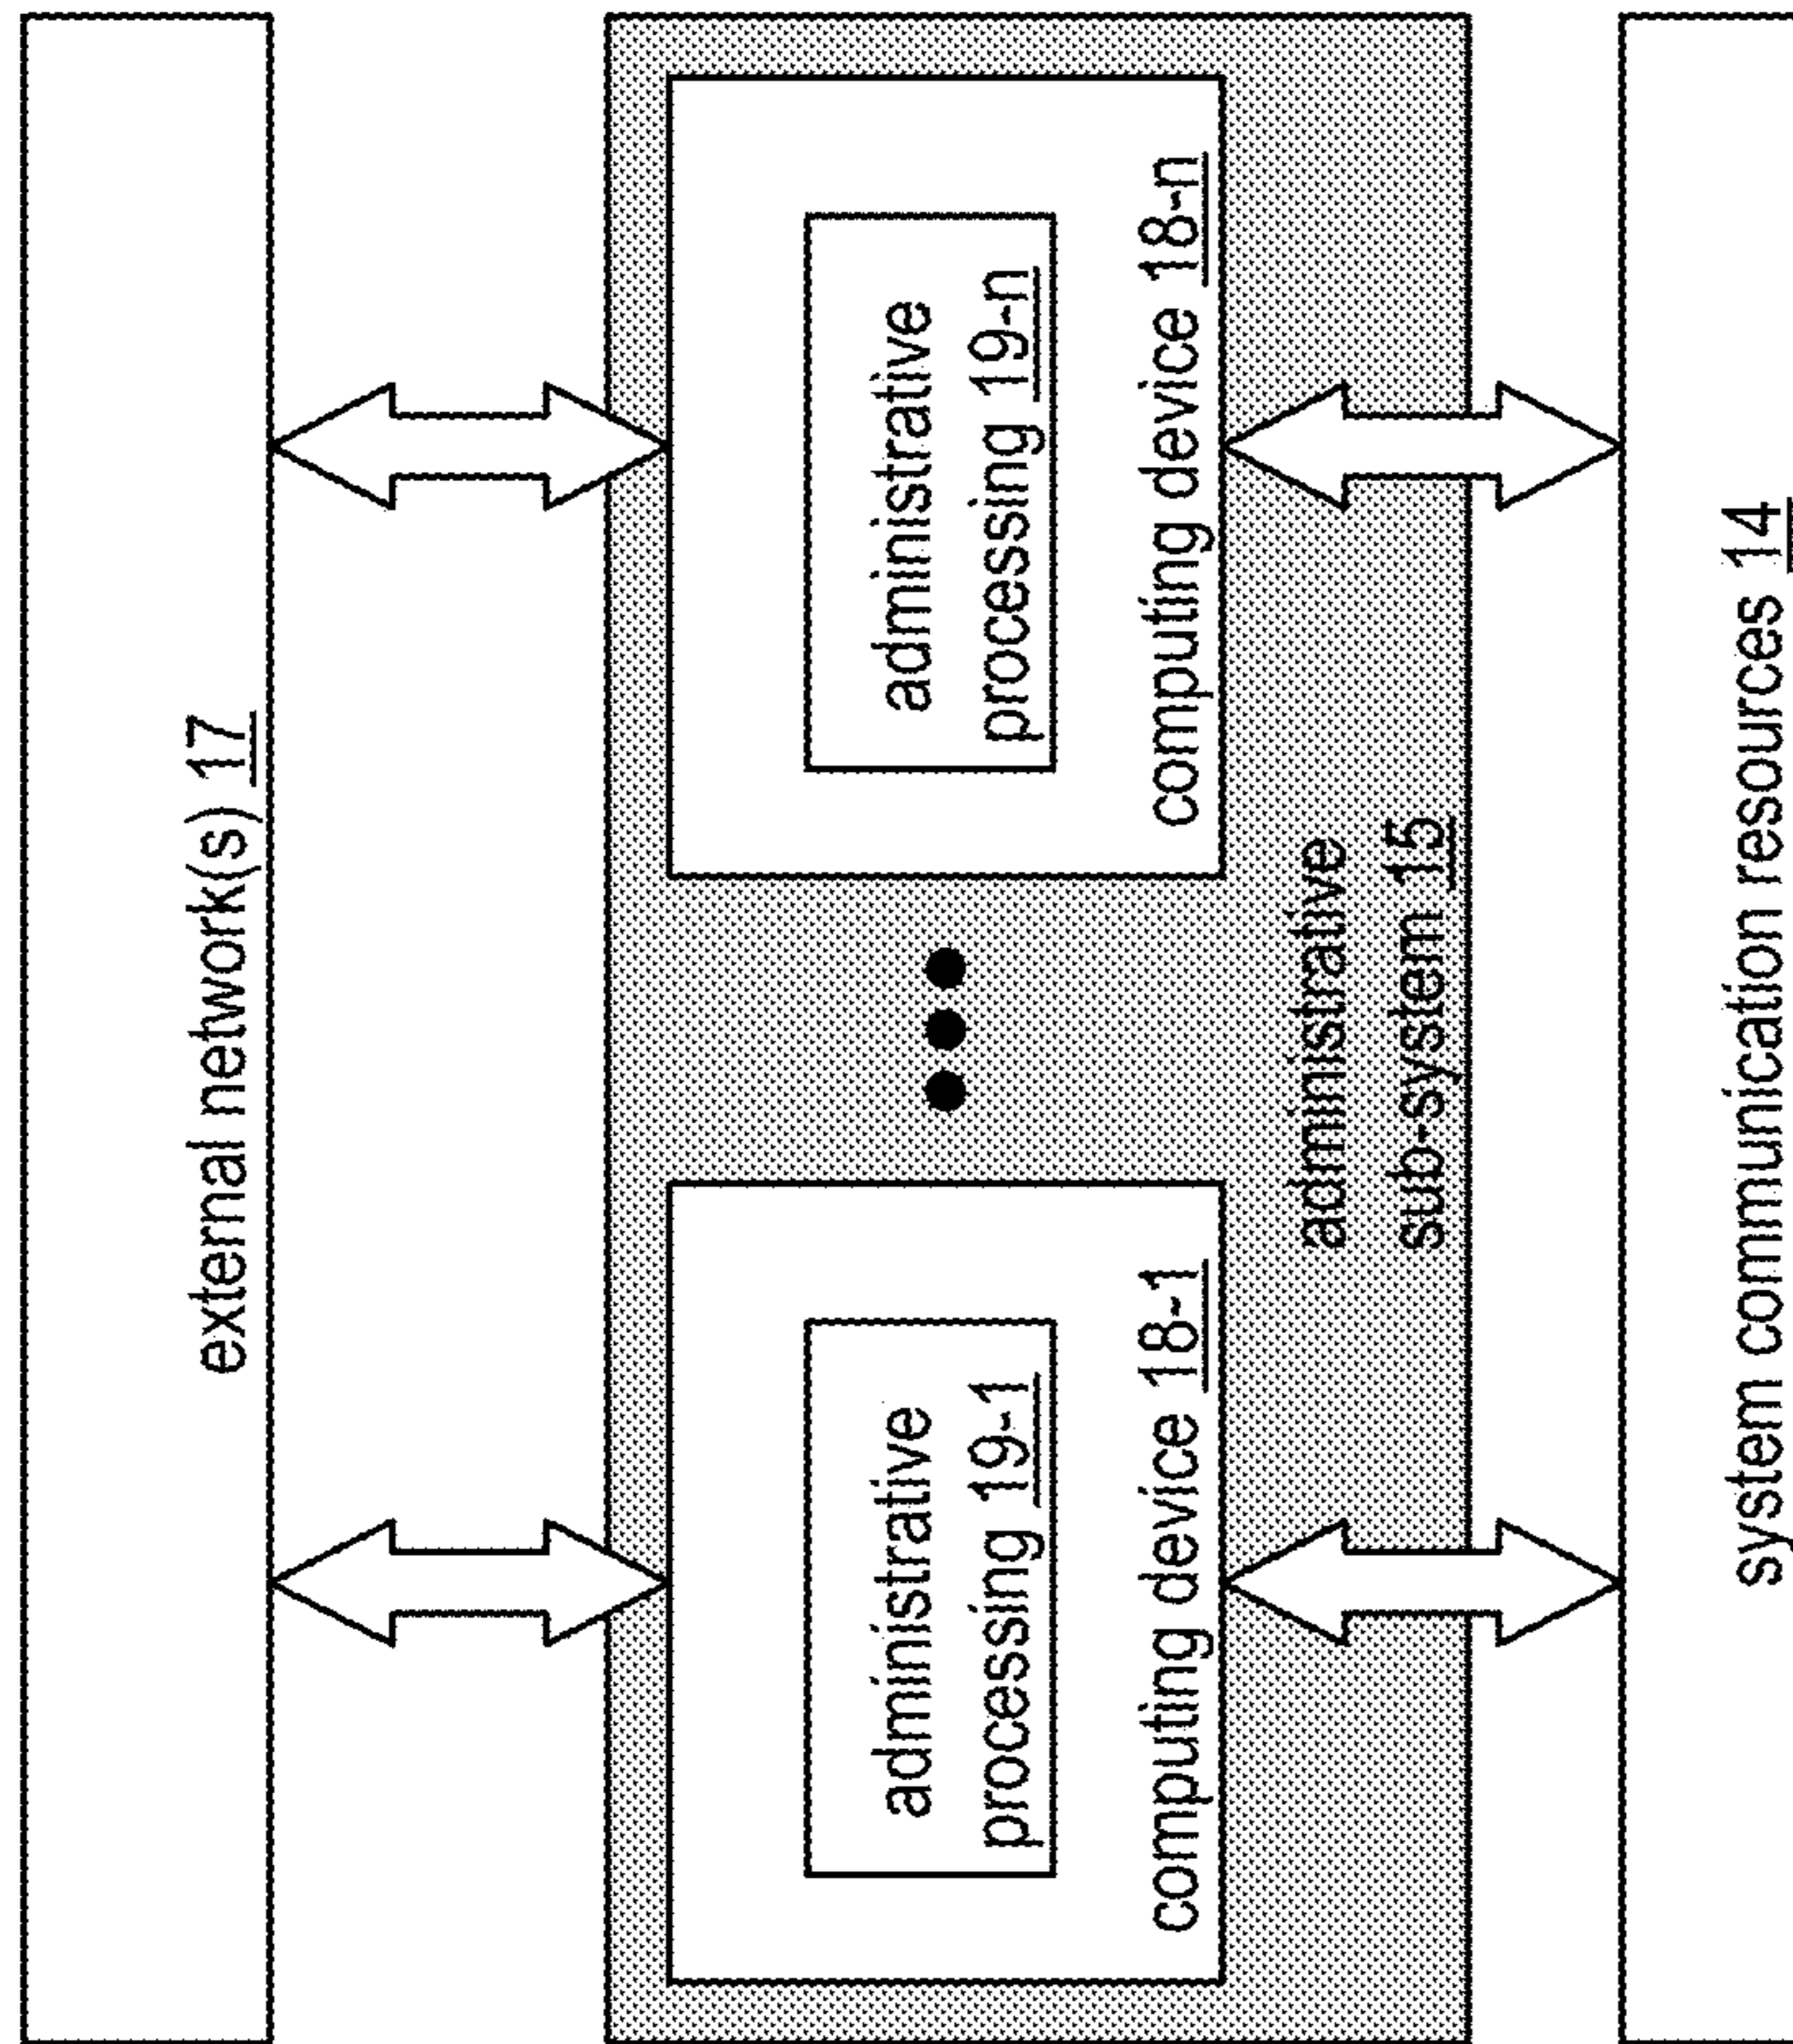 external network(s) 17
administrative
processing 19-1
computing device 18-1
administrative
processing 19-n
computing device 18-n
administrative
sub-system 15
system communication resources 14